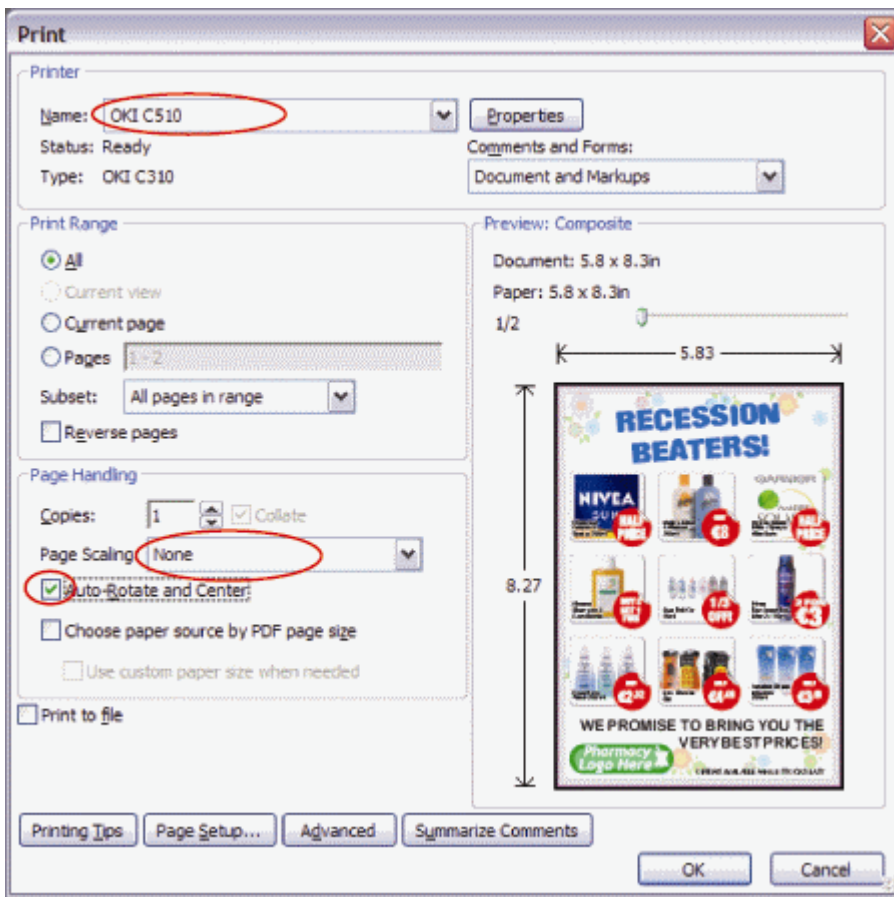 Print
Printer
Name: OKI C510
Properties
Status: Ready
Comments and Forms:
Type: OKI C310
Document and Markups
Print Range
All
Current view
Current page
Pages 1 - 2
Subset: All pages in range
Reverse pages
Page Handling
Copies: 1 Collate
Page Scaling: None
Auto-Rotate and Center
Choose paper source by PDF page size
Use custom paper size when needed
Print to file
Preview: Composite
Document: 5.8 x 8.3in
Paper: 5.8 x 8.3in
1/2
5.83
8.27
RECESSION
BEATERS!
NIVEA
SUN
HALF
PRICE
€8
GARNIER
HALF
PRICE
1/3
OFF!
€3
WE PROMISE TO BRING YOU THE
VERY BEST PRICES!
Pharmacy
Logo Here
Printing Tips
Page Setup...
Advanced
Summarize Comments
OK
Cancel